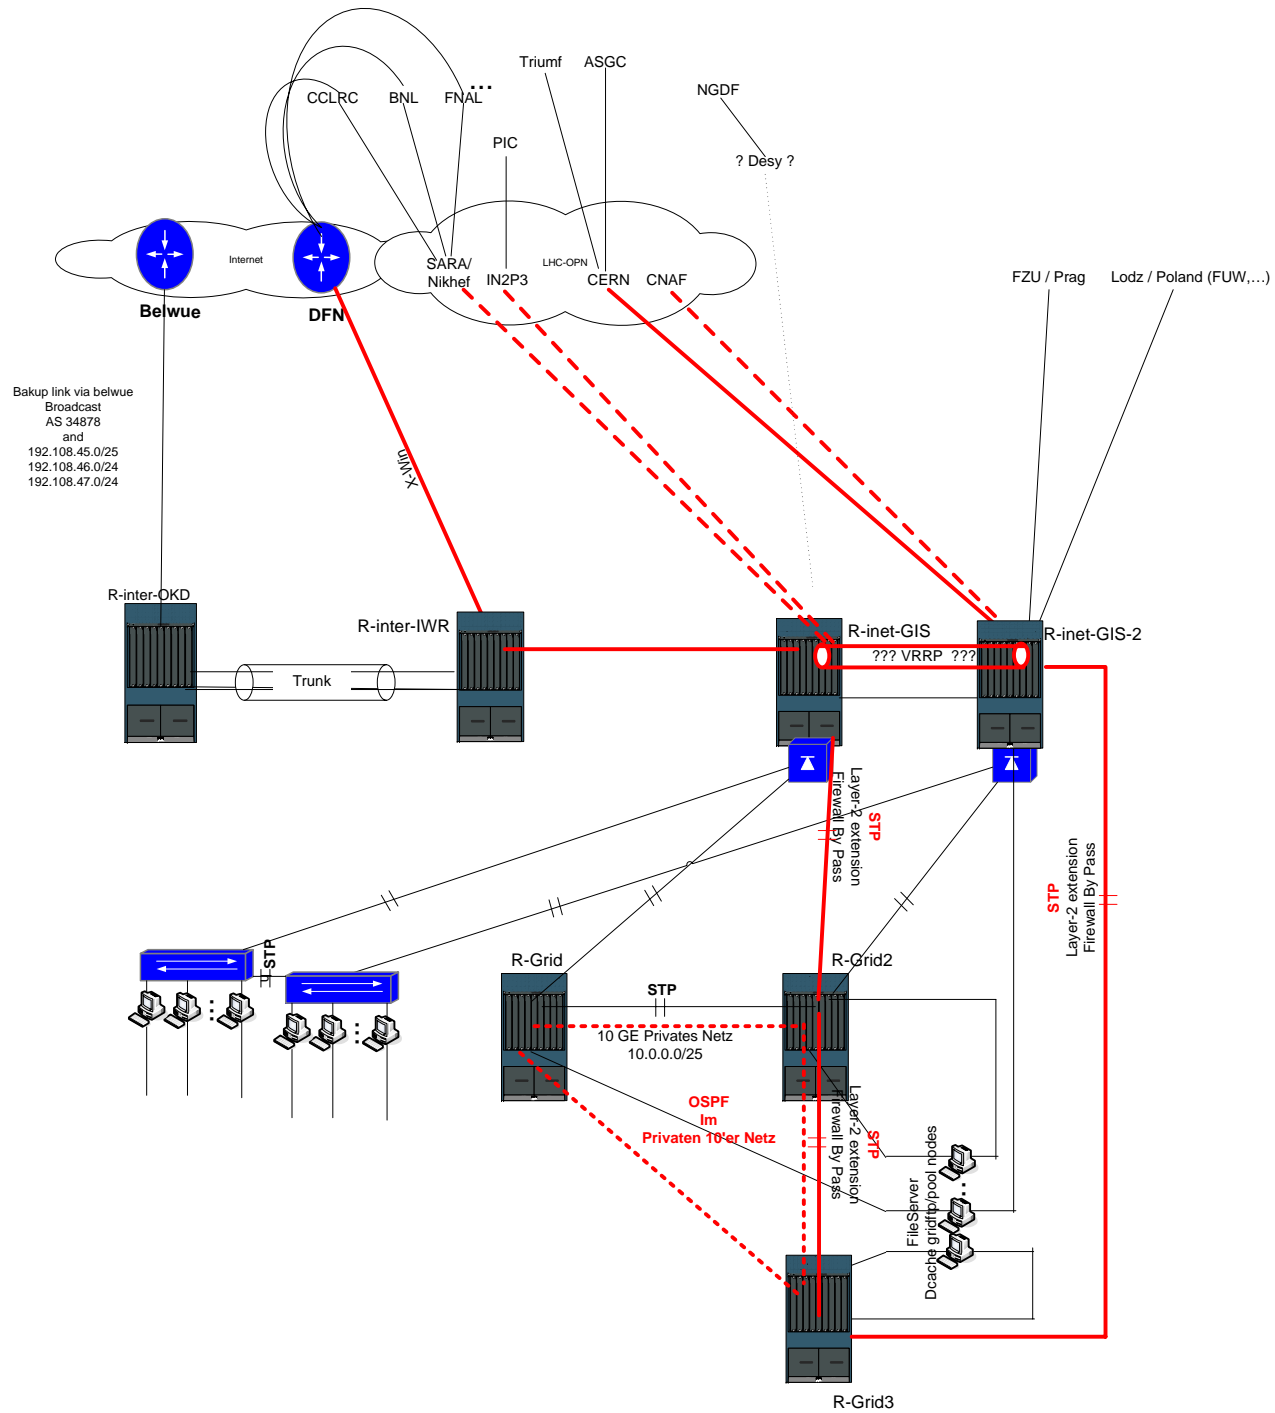 Triumf
ASGC
CCLRC
BNL
FNAL
...
NGDF
PIC
? Desy ?
Internet
LHC-OPN
SARA/
Nikhef
IN2P3
CERN
CNAF
FZU / Prag
Lodz / Poland (FUW,...)
Belwue
DFN
Bakup link via belwue
Broadcast
AS 34878
and
192.108.45.0/25
192.108.46.0/24
192.108.47.0/24
X-Win
R-inter-OKD
R-inter-IWR
R-inet-GIS
R-inet-GIS-2
??? VRRP ???
Trunk
Layer-2 extension
Firewall By Pass
STP
STP
Layer-2 extension
Firewall By Pass
STP
R-Grid
R-Grid2
STP
10 GE Privates Netz
10.0.0.0/25
OSPF
Im
Privaten 10'er Netz
Layer-2 extension
Firewall By Pass
STP
FileServer
Dcache gridftp/pool nodes
R-Grid3